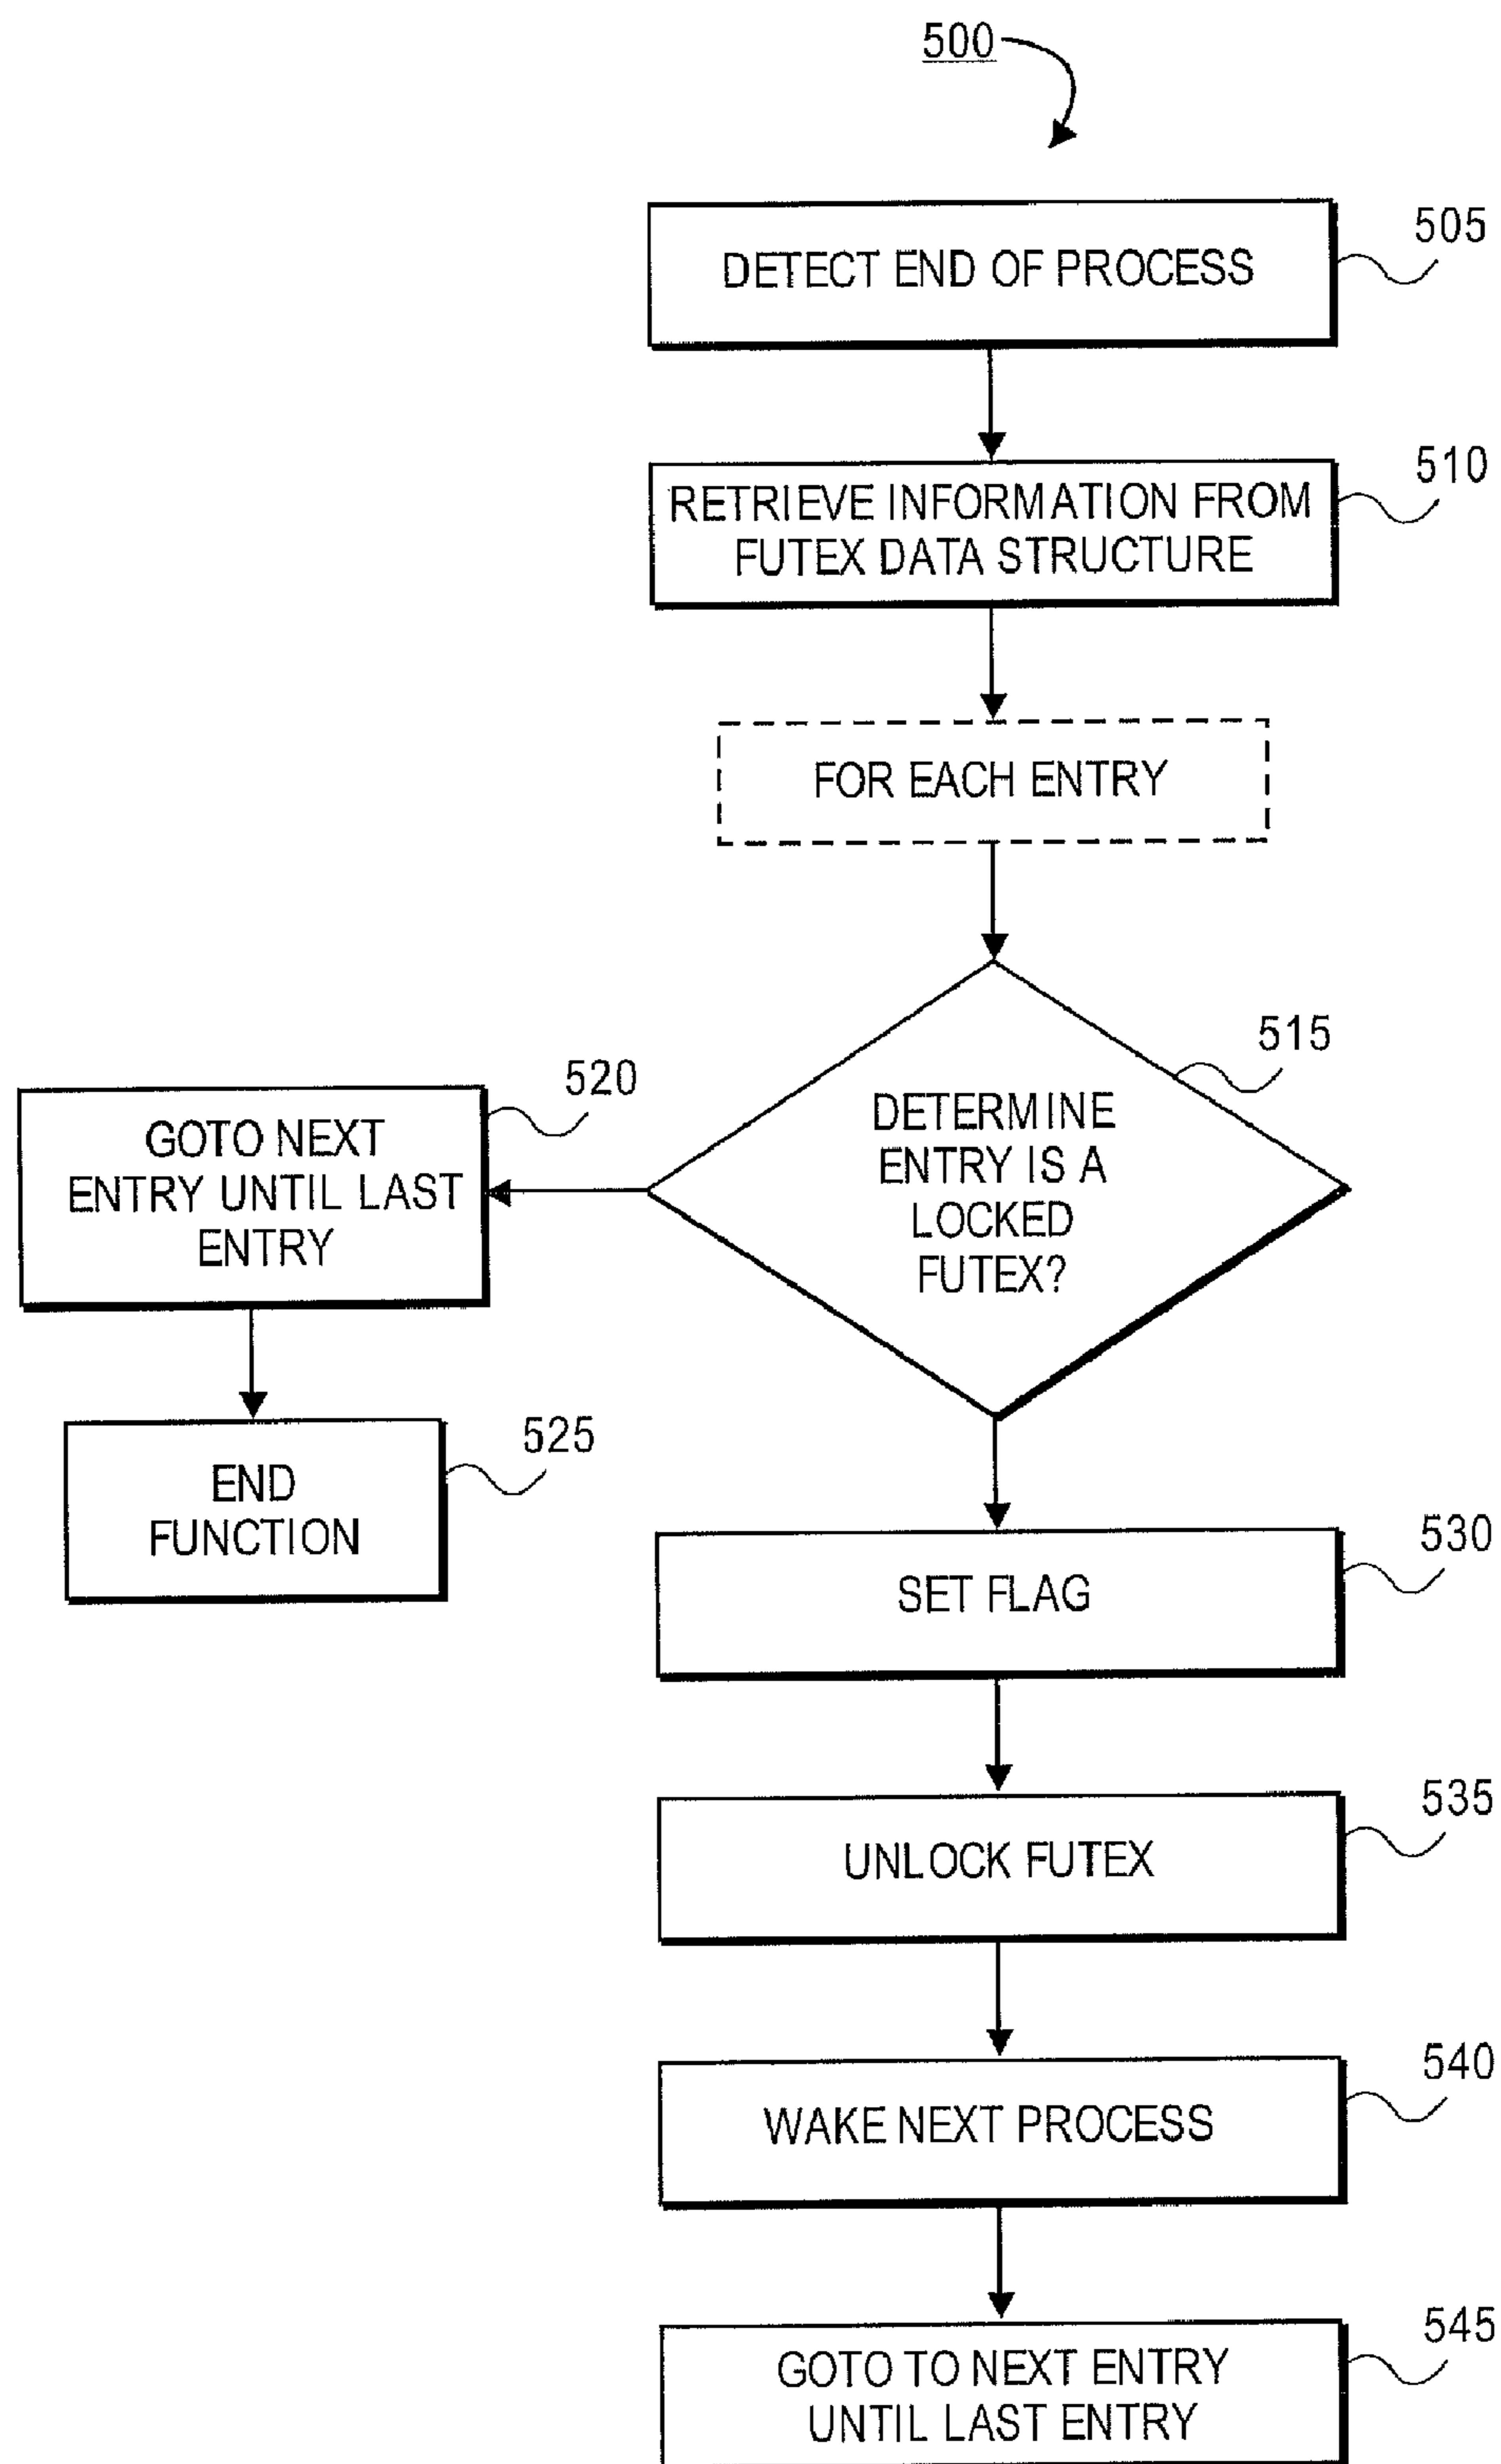 500
505
DETECT END OF PROCESS
510
RETRIEVE INFORMATION FROM
FUTEX DATA STRUCTURE
FOR EACH ENTRY
515
DETERMINE
ENTRY IS A
LOCKED
FUTEX?
520
GOTO NEXT
ENTRY UNTIL LAST
ENTRY
525
END
FUNCTION
530
SET FLAG
535
UNLOCK FUTEX
540
WAKE NEXT PROCESS
545
GOTO TO NEXT ENTRY
UNTIL LAST ENTRY